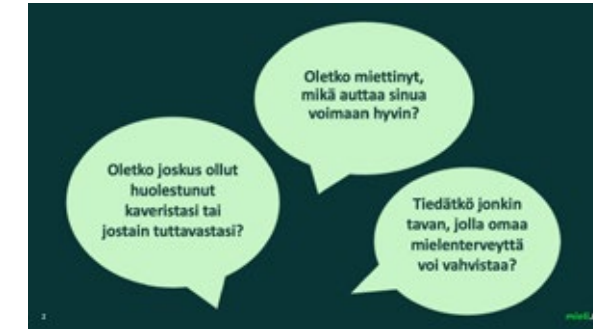 Oletko miettinyt,
mikä auttaa sinua
voimaan hyvin?
Oletko joskus ollut
huolestunut
kaveristasi tai
jostain tuttavastasi?
Tiedätkö jonkin
tavan, jolla omaa
mielenterveyttä
voi vahvistaa?
2
mieli.